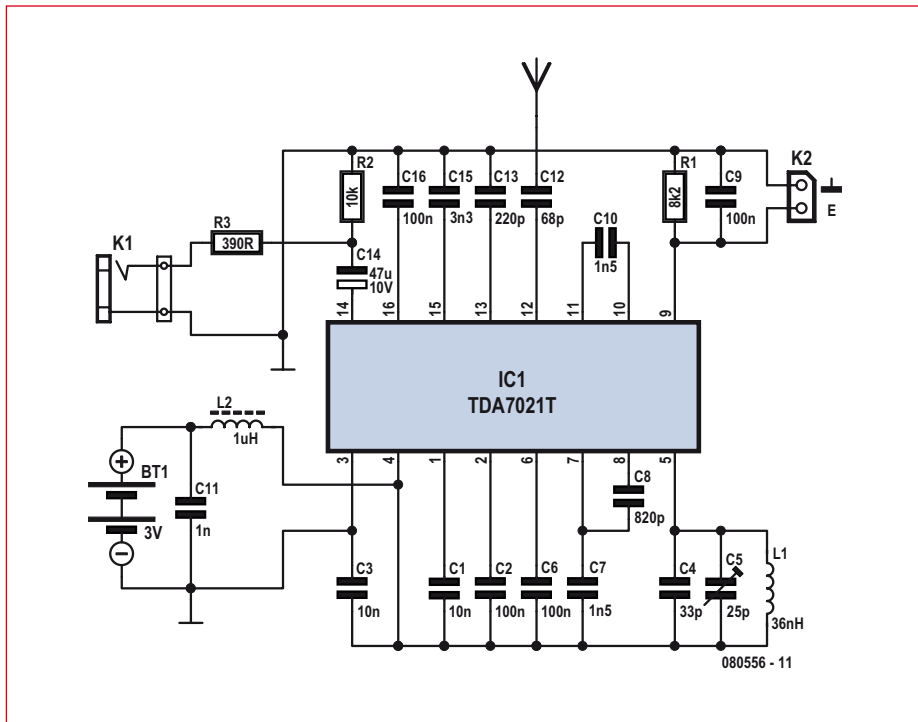 K1
R3
390R
R2
10k
C14
47u
10V
C16
100n
C15
3n3
C13
220p
C12
68p
C10
1n5
R1
8k2
C9
100n
K2
E
14
16
15
13
12
11
10
9
IC1
TDA7021T
3
4
1
2
6
7
8
5
L2
1uH
BT1
3V
C11
1n
C3
10n
C1
10n
C2
100n
C6
100n
C7
1n5
C8
820p
C4
33p
C5
25p
L1
36nH
080556 - 11